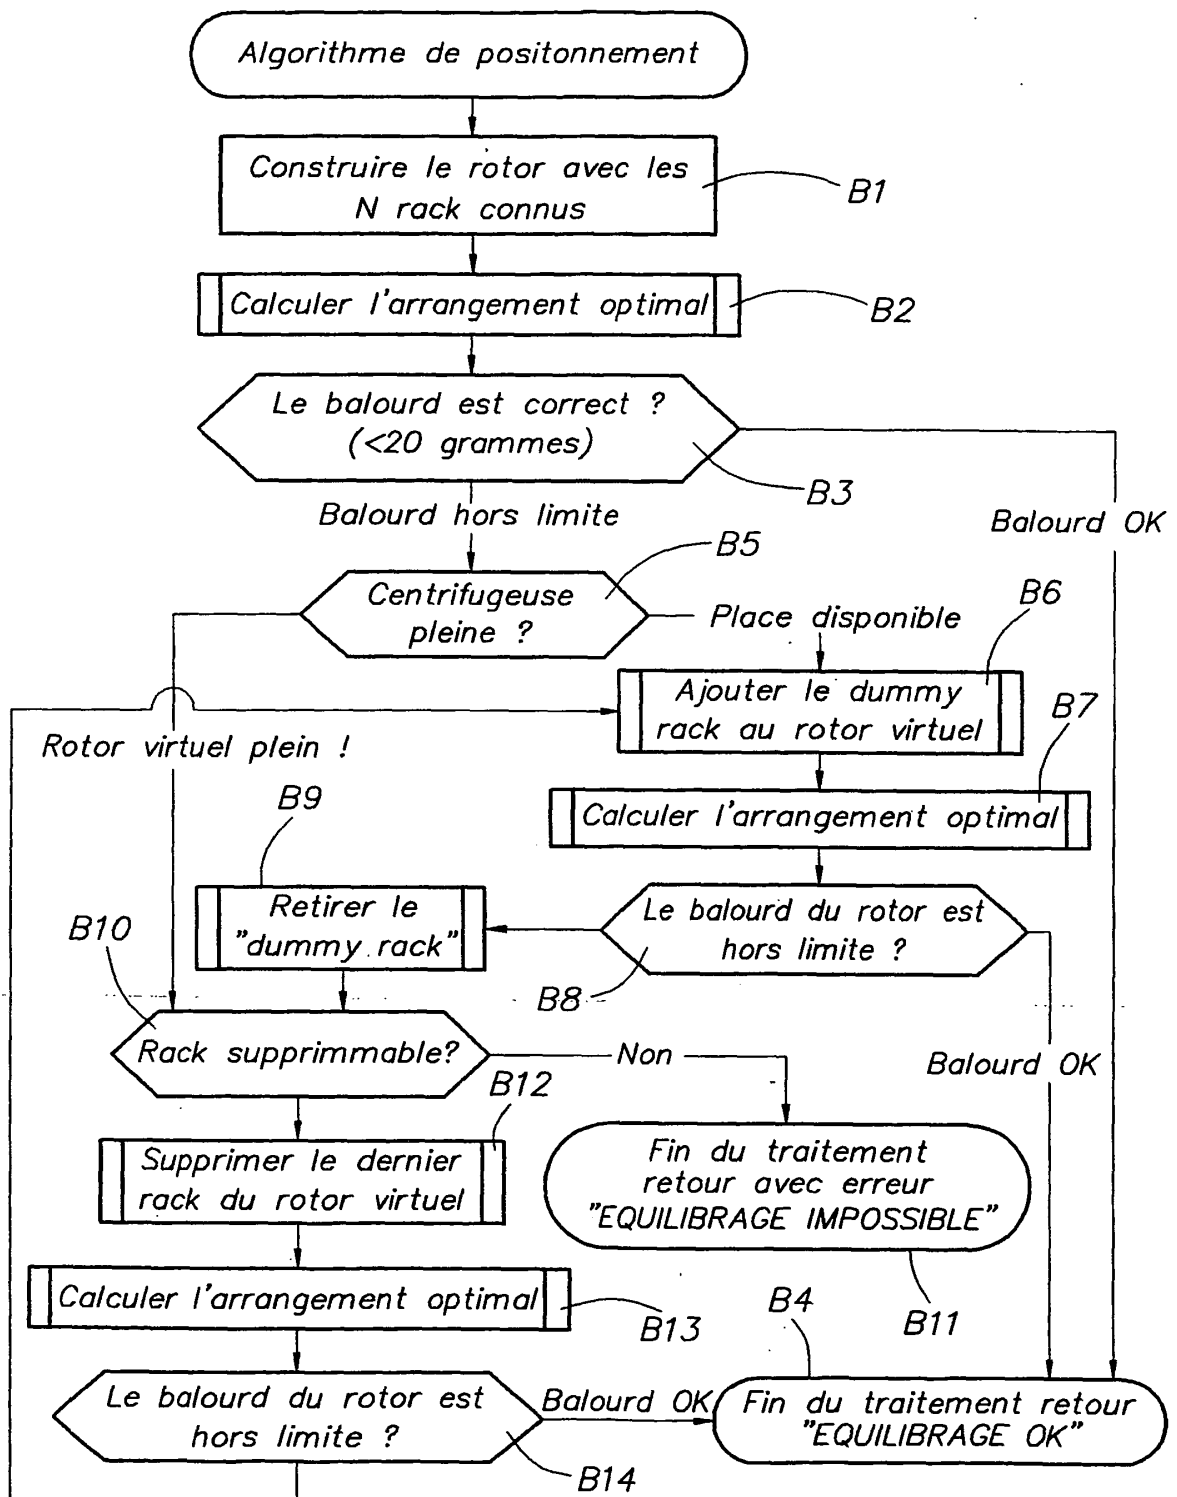 Algorithme de positonnement
Construire le rotor avec les
N rack connus
B1
Calculer l'arrangement optimal
B2
Le balourd est correct ?
(<20 grammes)
B3
Balourd hors limite
Balourd OK
B5
Centrifugeuse
pleine ?
Place disponible
B6
Ajouter le dummy
rack au rotor virtuel
B7
Rotor virtuel plein !
Calculer l'arrangement optimal
B9
Retirer le
"dummy rack"
Le balourd du rotor est
hors limite ?
B8
B10
Rack supprimmable?
Non
Balourd OK
B12
Supprimer le dernier
rack du rotor virtuel
Fin du traitement
retour avec erreur
"EQUILIBRAGE IMPOSSIBLE"
B11
Calculer l'arrangement optimal
B13
B4
Le balourd du rotor est
hors limite ?
B14
Balourd OK
Fin du traitement retour
"EQUILIBRAGE OK"